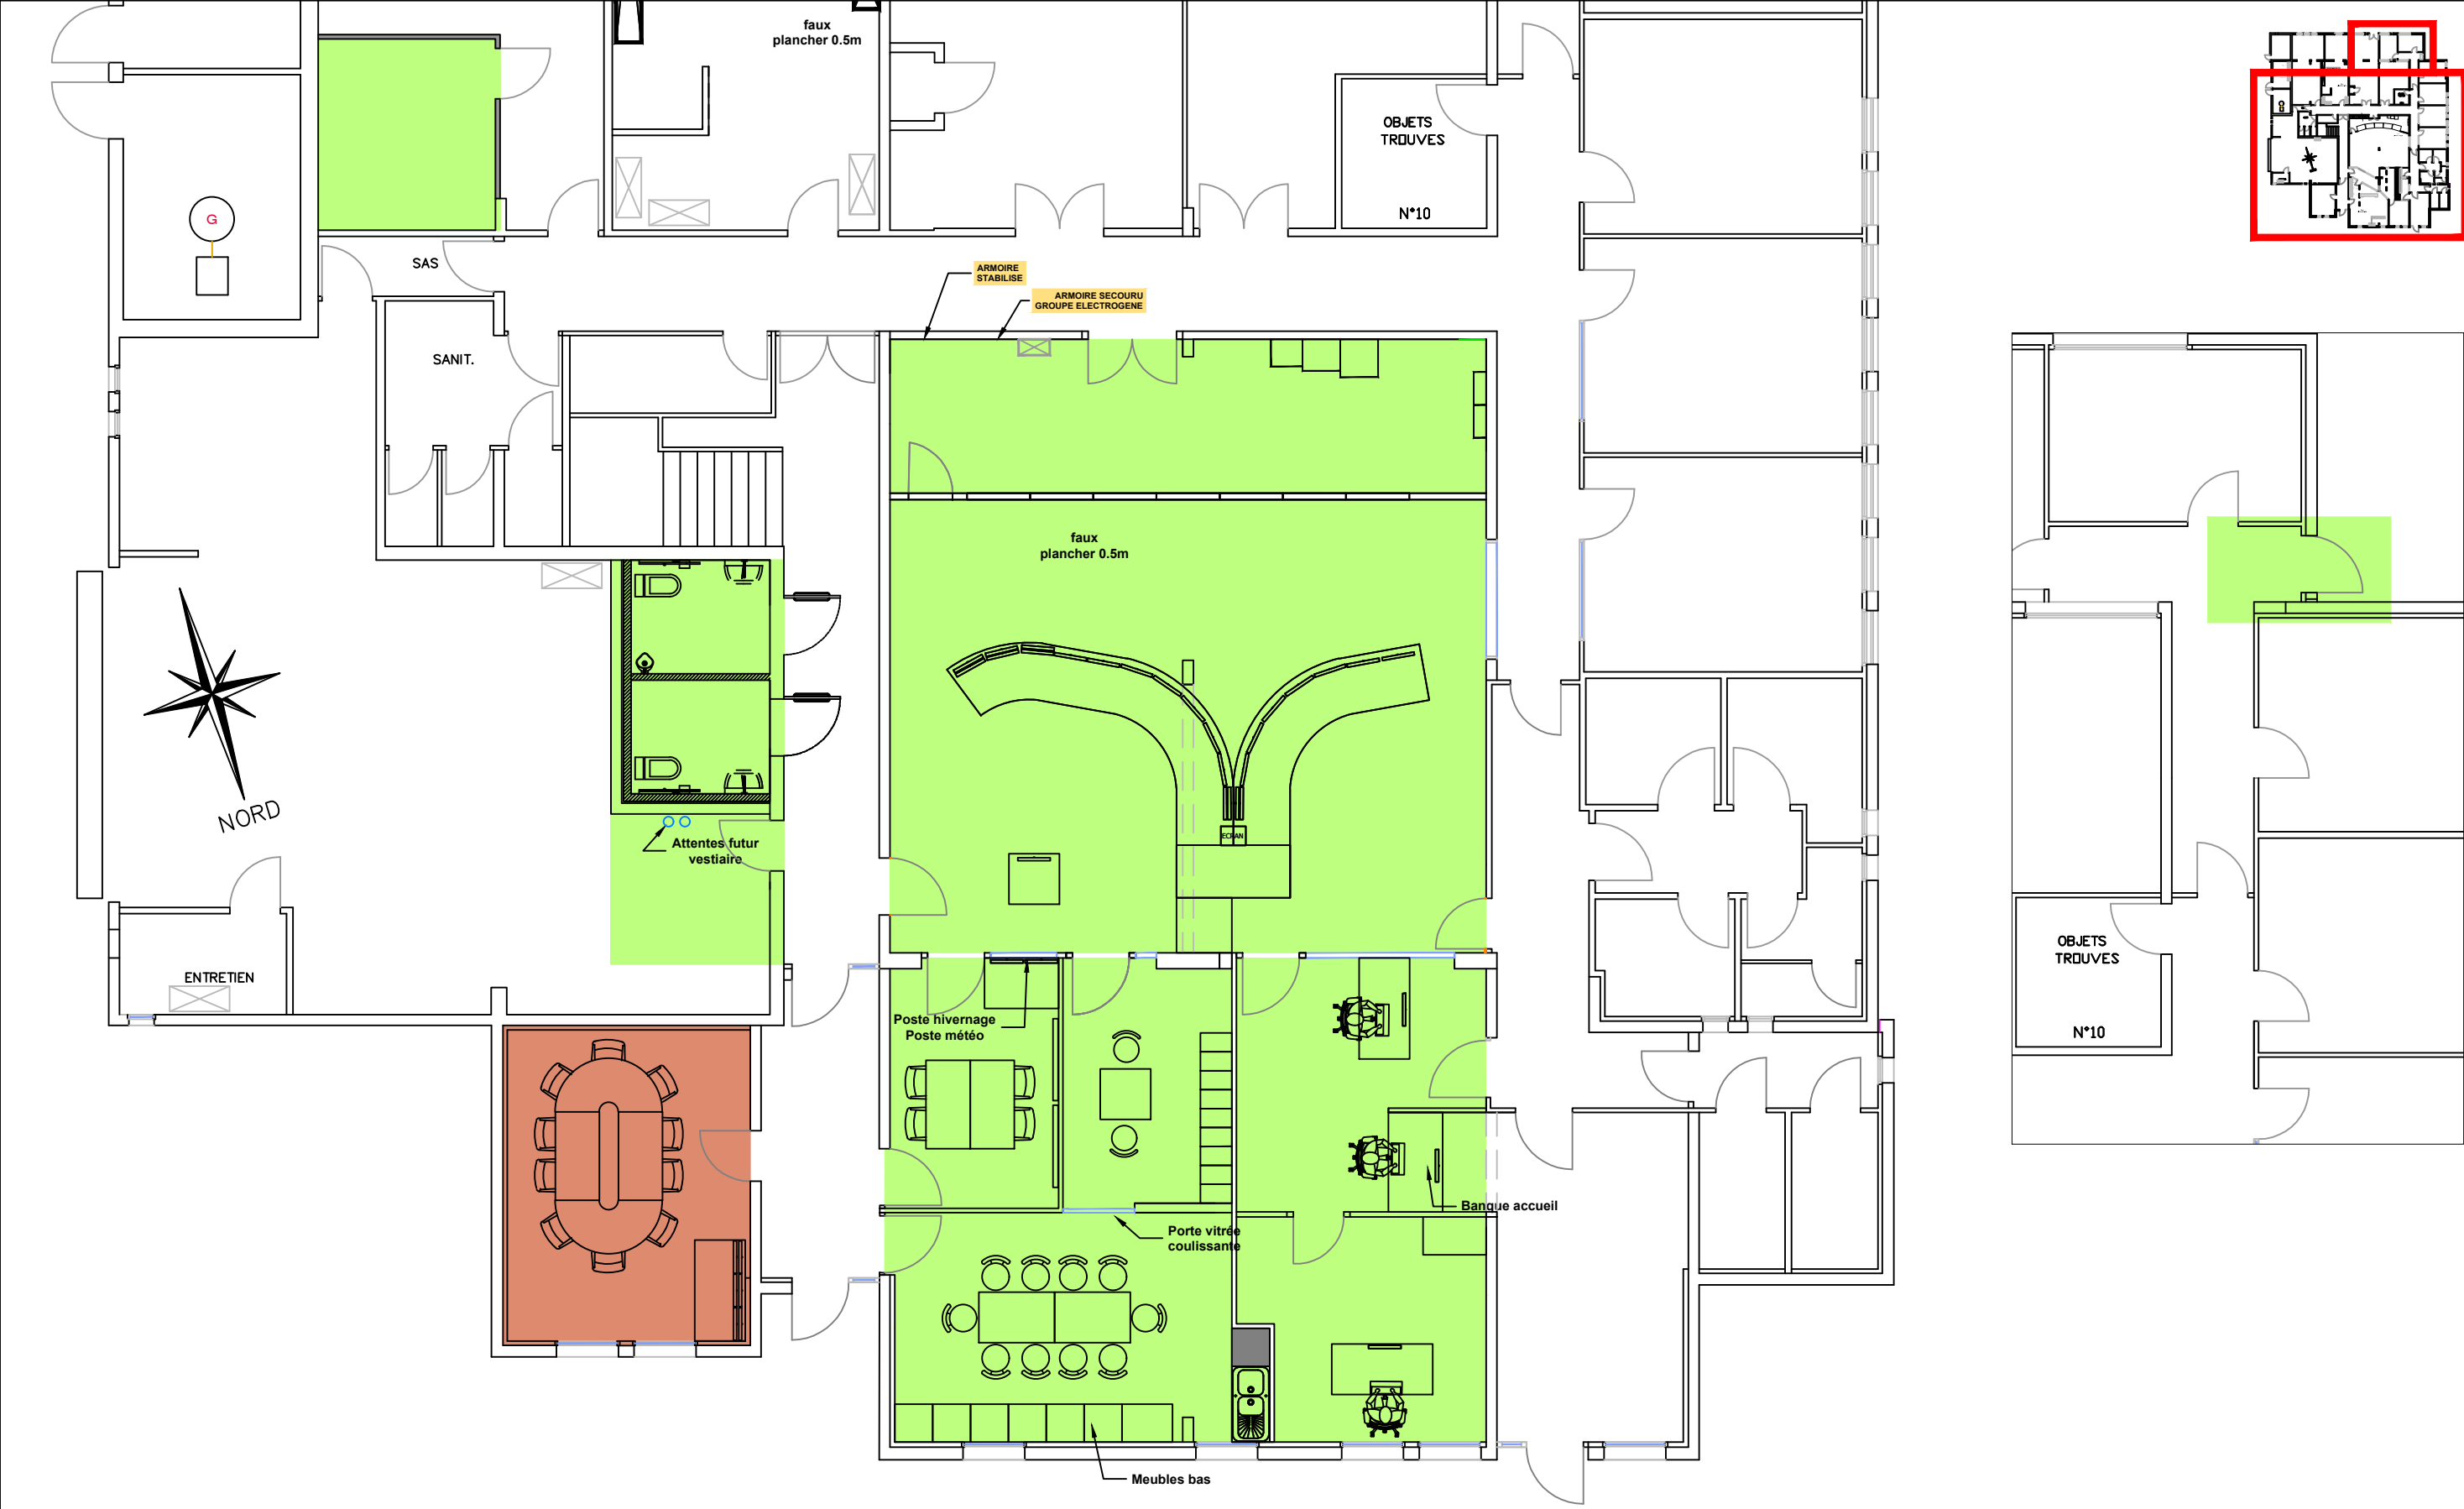 faux
plancher 0.5m
OBJETS
TROUVES
N°10
G
SAS
ARMOIRE
STABILISE
ARMOIRE SECOURU
GROUPE ELECTROGENE
SANIT.
faux
plancher 0.5m
NORD
ECRAN
Attentes futur
vestiaire
ENTRETIEN
Poste hivernage
Poste météo
OBJETS
TROUVES
N°10
Banque accueil
Porte vitrée
coulissante
Meubles bas